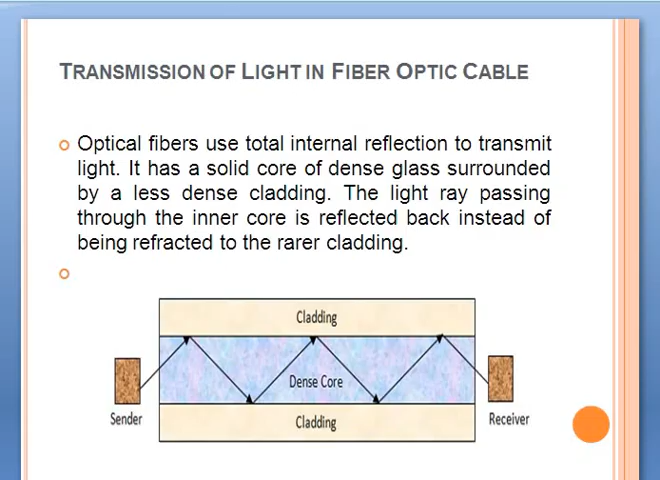 TRANSMISSION OF LIGHT IN FIBER OPTIC CABLE
Optical fibers use total internal reflection to transmit
light. It has a solid core of dense glass surrounded
by a less dense cladding. The light ray passing
through the inner core is reflected back instead of
being refracted to the rarer cladding.
Cladding
Dense Core
Sender
Cladding
Receiver